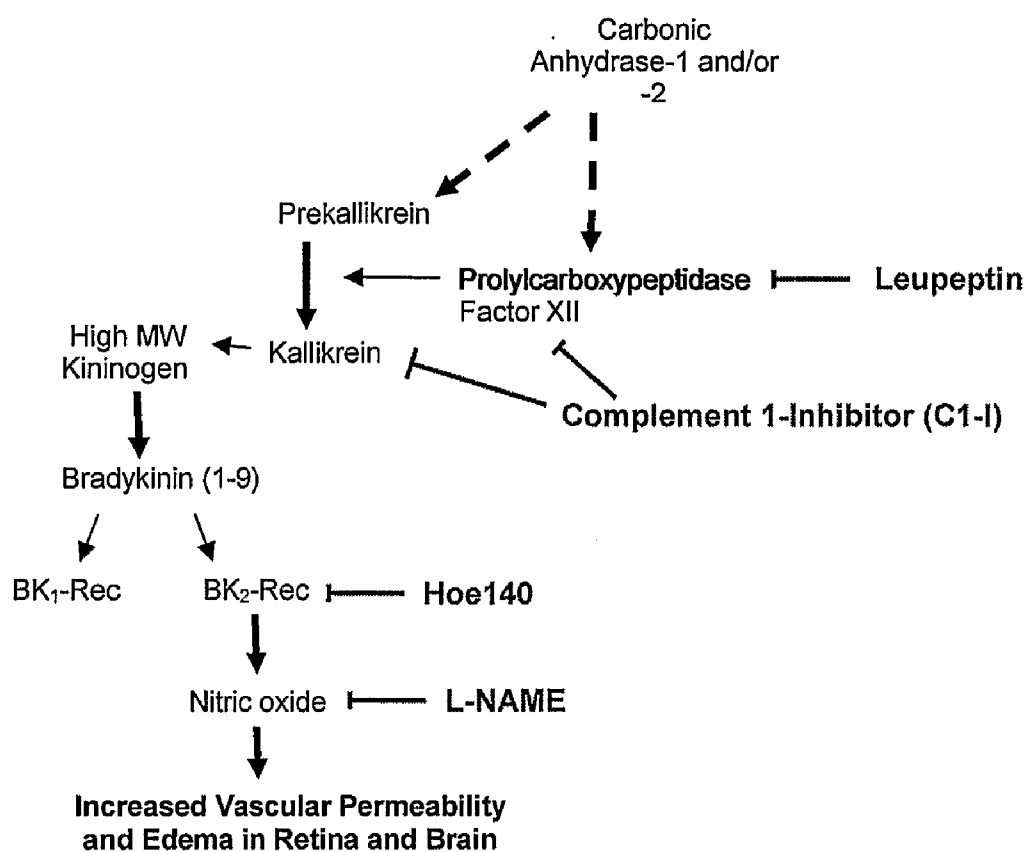 Carbonic
Anhydrase-1 and/or
-2
Prekallikrein
Prolylcarboxypeptidase
Factor XII
Leupeptin
High MW
Kininogen
Kallikrein
Complement 1-Inhibitor (C1-I)
Bradykinin (1-9)
BK₁-Rec
BK₂-Rec
Hoe140
Nitric oxide
L-NAME
Increased Vascular Permeability
and Edema in Retina and Brain